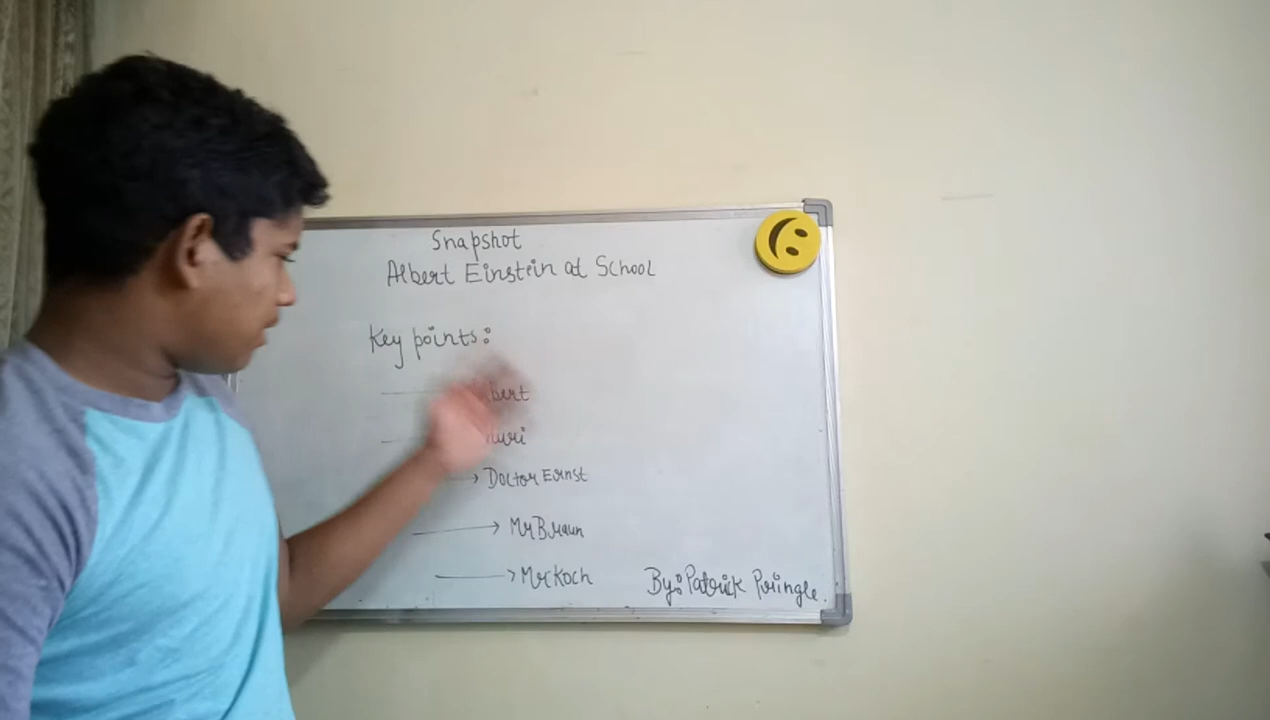 Snapshot
Albert Einstein at School
Key points:
Doctor Ernst
Mr Braun
Mr Koch
By: Patrick Pringle.